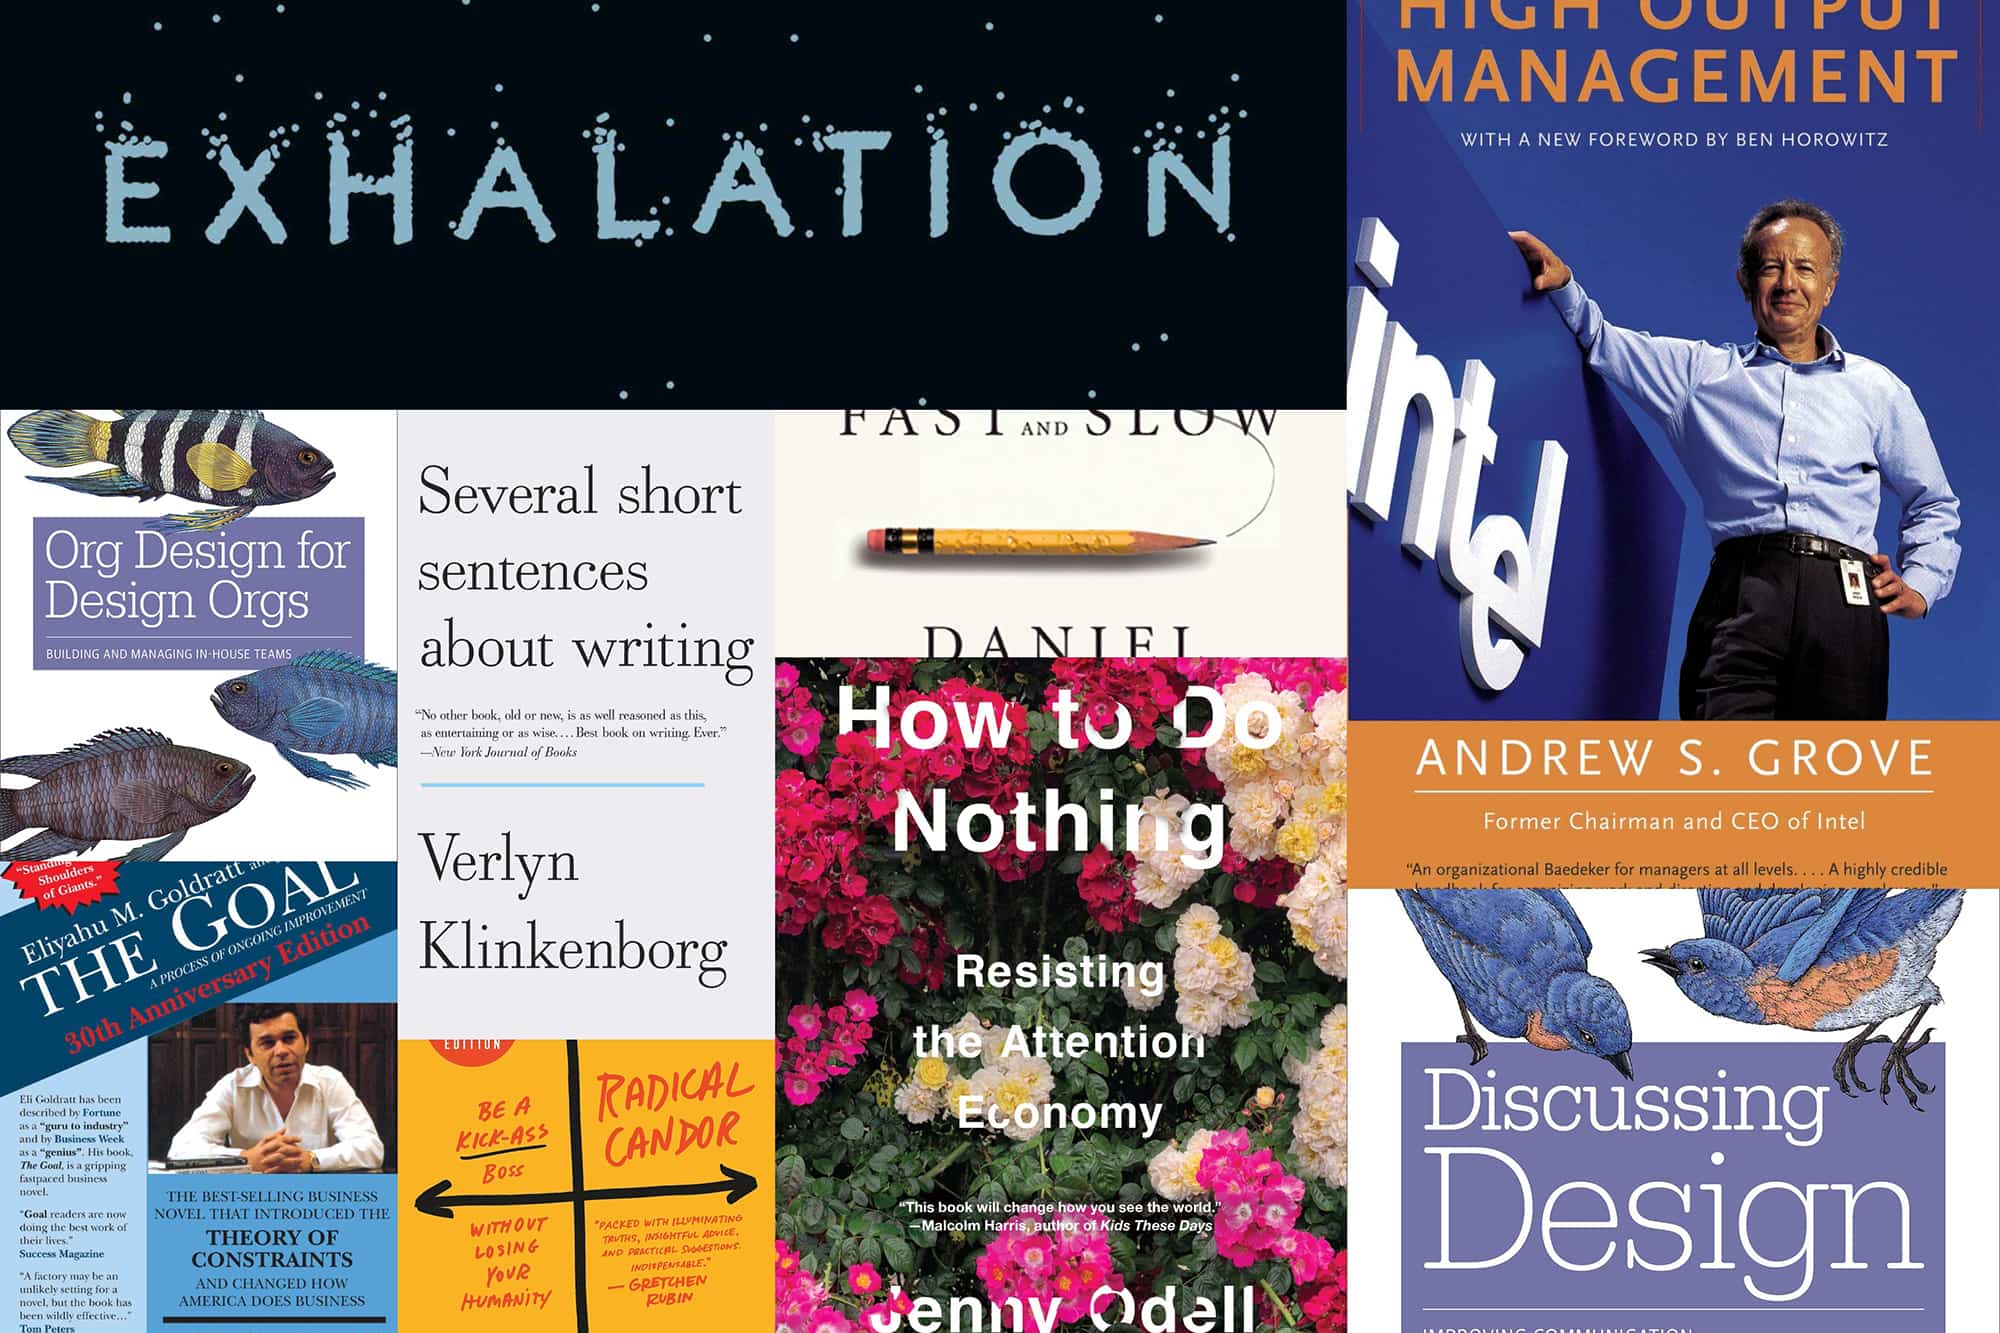 EXHALATION
HIGH OUTPUT
MANAGEMENT
WITH A NEW FOREWORD BY BEN HOROWITZ
intel
ANDREW S. GROVE
Former Chairman and CEO of Intel
“An organizational Baedeker for managers at all levels. . . . A highly credible
Org Design for
Design Orgs
BUILDING AND MANAGING IN-HOUSE TEAMS
Several short
sentences
about writing
“No other book, old or new, is as well reasoned as this,
as entertaining or as wise. . . . Best book on writing. Ever.”
—New York Journal of Books
Verlyn
Klinkenborg
FAST AND SLOW
DANIEL
How to Do
Nothing
Resisting
the Attention
Economy
“This book will change how you see the world.”
—Malcolm Harris, author of Kids These Days
Jenny Odell
“Standing
Shoulders
of Giants.”
Eliyahu M. Goldratt and
THE GOAL
A PROCESS OF ONGOING IMPROVEMENT
30th Anniversary Edition
Eli Goldratt has been
described by Fortune
as a “guru to industry”
and by Business Week
as a “genius”. His book,
The Goal, is a gripping
fastpaced business
novel.
“Goal readers are now
doing the best work of
their lives.”
Success Magazine
“A factory may be an
unlikely setting for a
novel, but the book has
been wildly effective...”
Tom Peters
THE BEST-SELLING BUSINESS
NOVEL THAT INTRODUCED THE
THEORY OF
CONSTRAINTS
AND CHANGED HOW
AMERICA DOES BUSINESS
EDITION
BE A
KICK-ASS
BOSS
WITHOUT
LOSING
YOUR
HUMANITY
RADICAL
CANDOR
“PACKED WITH ILLUMINATING
TRUTHS, INSIGHTFUL ADVICE,
AND PRACTICAL SUGGESTIONS.
INDISPENSABLE.”
— GRETCHEN
RUBIN
Discussing
Design
IMPROVING COMMUNICATION